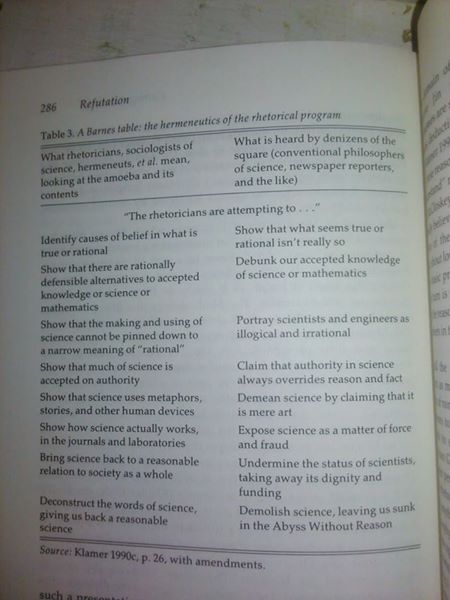 286 Refutation
Table 3. A Barnes table: the hermeneutics of the rhetorical program
What rhetoricians, sociologists of
science, hermeneuts, et al. mean,
looking at the amoeba and its
contents
What is heard by denizens of the
square (conventional philosophers
of science, newspaper reporters,
and the like)
"The rhetoricians are attempting to . . ."
Identify causes of belief in what is
true or rational
Show that what seems true or
rational isn't really so
Show that there are rationally
defensible alternatives to accepted
knowledge or science or
mathematics
Debunk our accepted knowledge
of science or mathematics
Show that the making and using of
science cannot be pinned down to
a narrow meaning of "rational"
Portray scientists and engineers as
illogical and irrational
Show that much of science is
accepted on authority
Claim that authority in science
always overrides reason and fact
Show that science uses metaphors,
stories, and other human devices
Demean science by claiming that it
is mere art
Show how science actually works,
in the journals and laboratories
Expose science as a matter of force
and fraud
Bring science back to a reasonable
relation to society as a whole
Undermine the status of scientists,
taking away its dignity and
funding
Deconstruct the words of science,
giving us back a reasonable
science
Demolish science, leaving us sunk
in the Abyss Without Reason
Source: Klamer 1990c, p. 26, with amendments.
such a